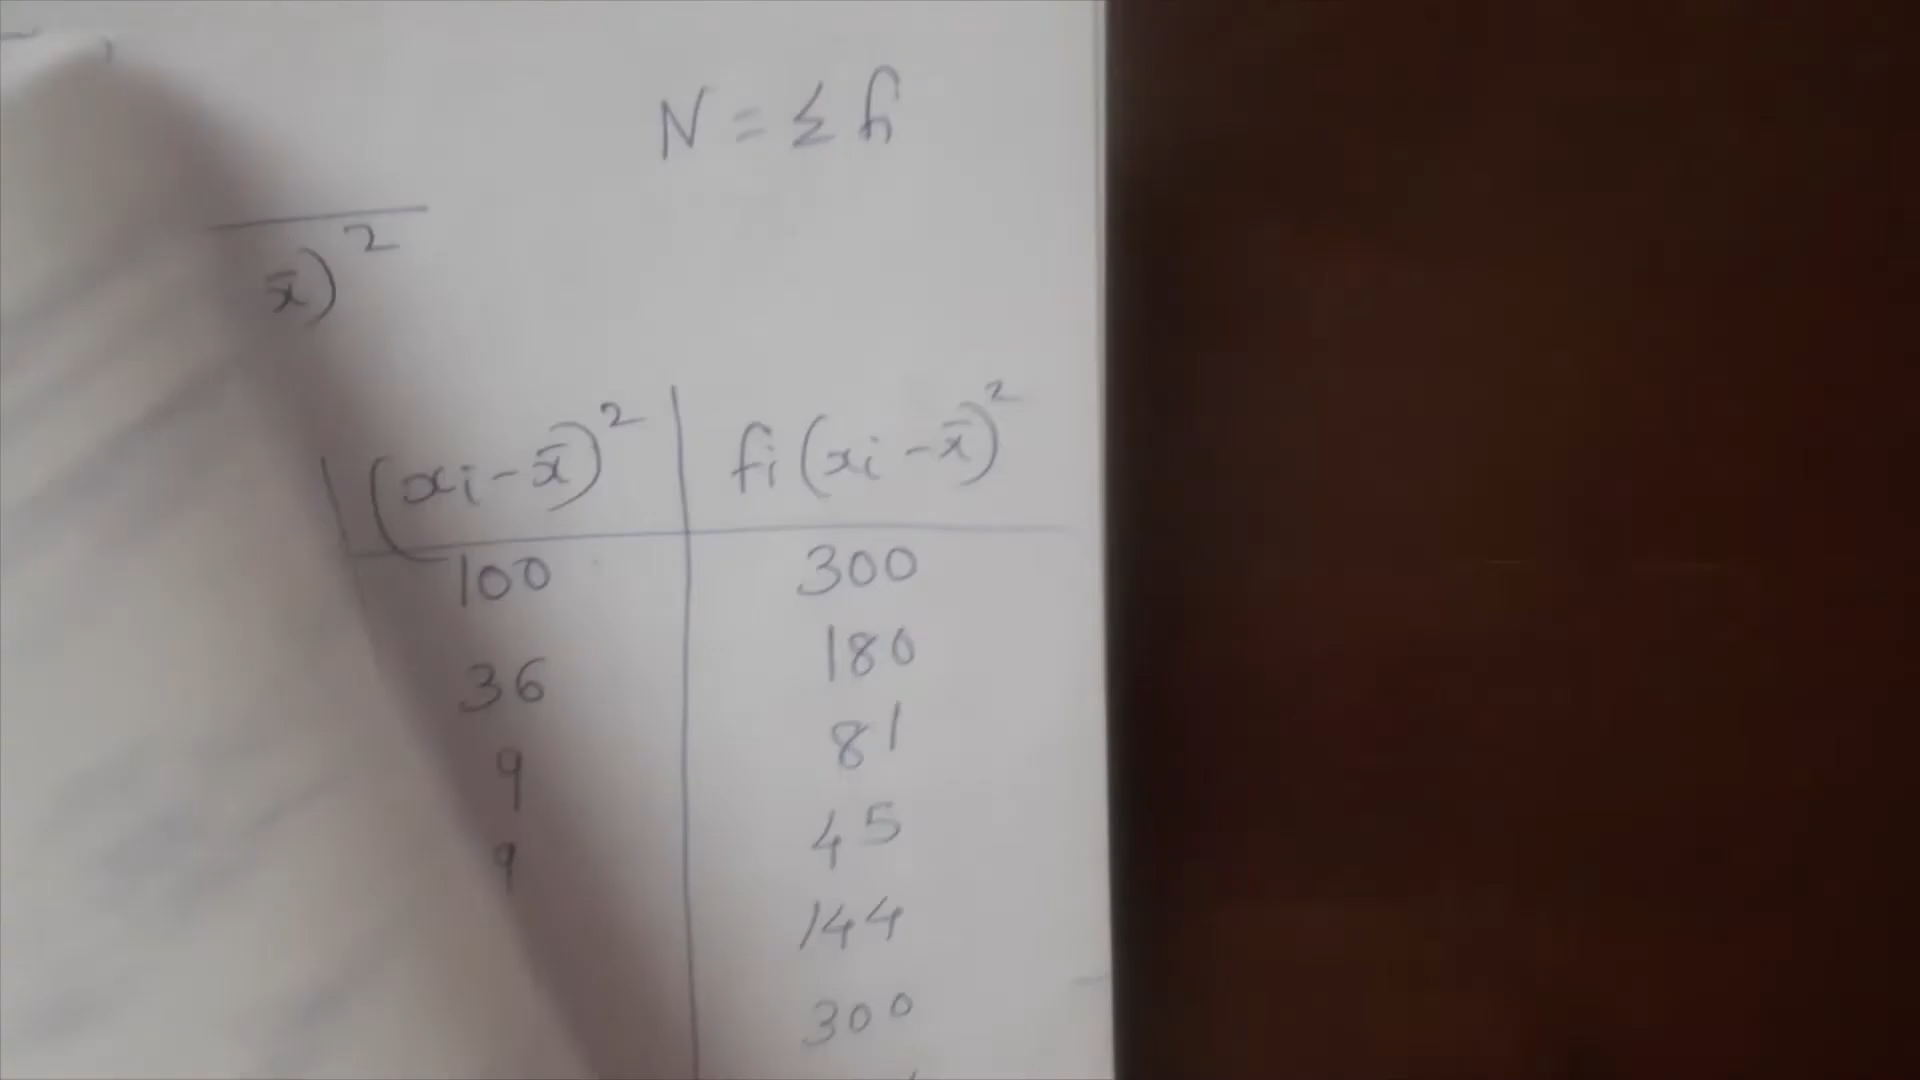 N = Σ fi
x̄)²
(xi - x̄)² | fi (xi - x̄)²
100 300
36 180
9 81
9 45
144
300